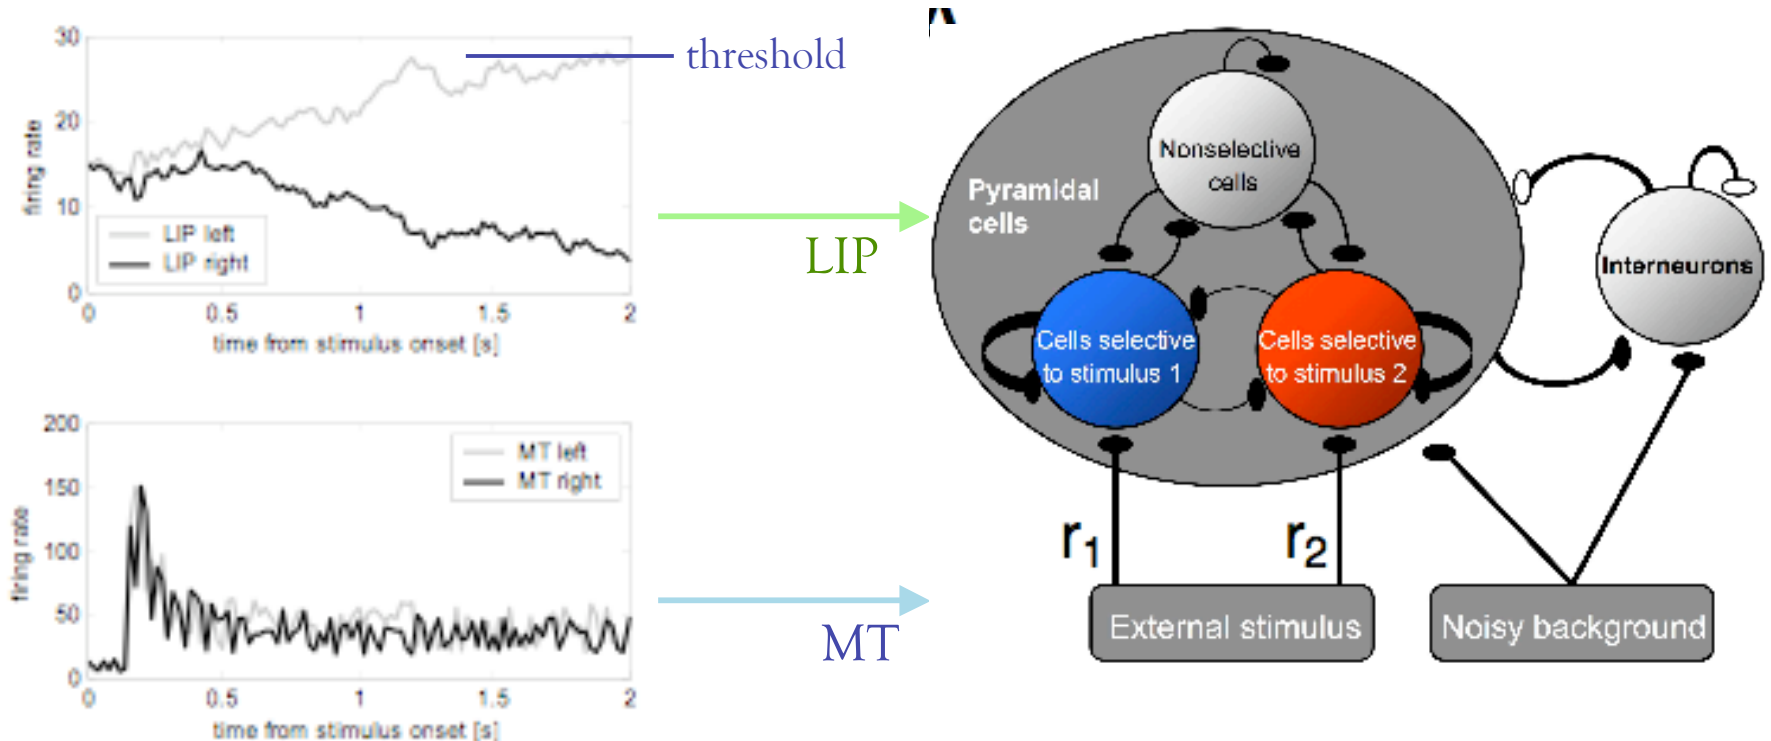 30
threshold
20
10
0
firing rate
LIP left
LIP right
0 0.5 1 1.5 2
time from stimulus onset [s]
LIP
200
150
100
50
0
firing rate
MT left
MT right
0 0.5 1 1.5 2
time from stimulus onset [s]
MT
Nonselective
cells
Pyramidal
cells
Interneurons
Cells selective
to stimulus 1
Cells selective
to stimulus 2
r1
r2
External stimulus
Noisy background